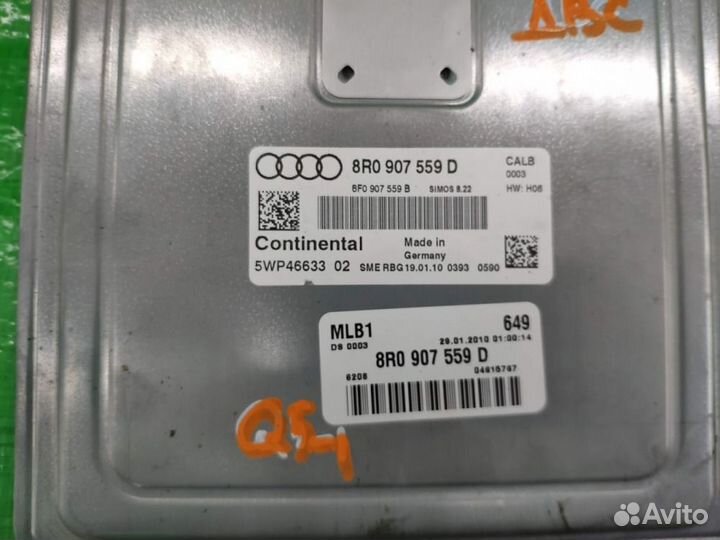 ДВС
8R0 907 559 D
CALB
0003
8F0 907 559 B
SIMOS 8.22
HW: H06
Continental
Made in
Germany
5WP46633 02
SME RBG 19.01.10 0393 0590
MLB1
649
DS 0003
29.01.2010 01:00:14
8R0 907 559 D
6208
04815787
Q5-1
Avito